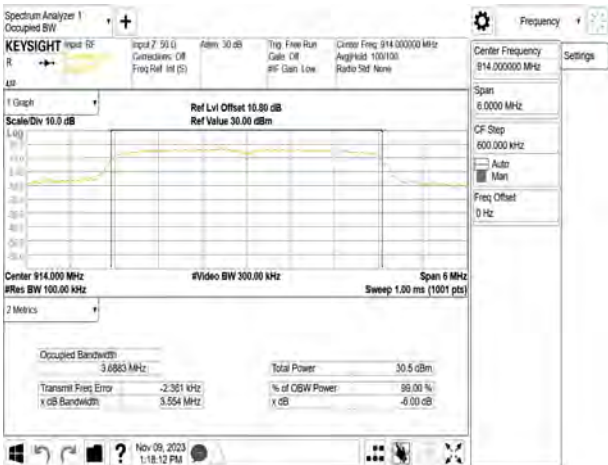 Spectrum Analyzer 1
Occupied BW
Frequency
KEYSIGHT Input: RF
R
Input Z: 50 Ω
Corrections: Off
Freq Ref: Int (S)
Atten: 30 dB
Trig: Free Run
Gate: Off
#IF Gain: Low
Center Freq: 914.000000 MHz
Avg|Hold: 100/100
Radio Std: None
Center Frequency
914.000000 MHz
Settings
Span
6.0000 MHz
CF Step
600.000 kHz
Auto
Man
Freq Offset
0 Hz
1 Graph
Scale/Div 10.0 dB
Ref Lvl Offset 10.80 dB
Ref Value 30.00 dBm
Log
Center 914.000 MHz
#Res BW 100.00 kHz
#Video BW 300.00 kHz
Span 6 MHz
Sweep 1.00 ms (1001 pts)
2 Metrics
Occupied Bandwidth
3.6883 MHz
Total Power 30.5 dBm
Transmit Freq Error -2.361 kHz
% of OBW Power 99.00 %
x dB Bandwidth 3.554 MHz
x dB -6.00 dB
?
Nov 09, 2023
1:18:12 PM